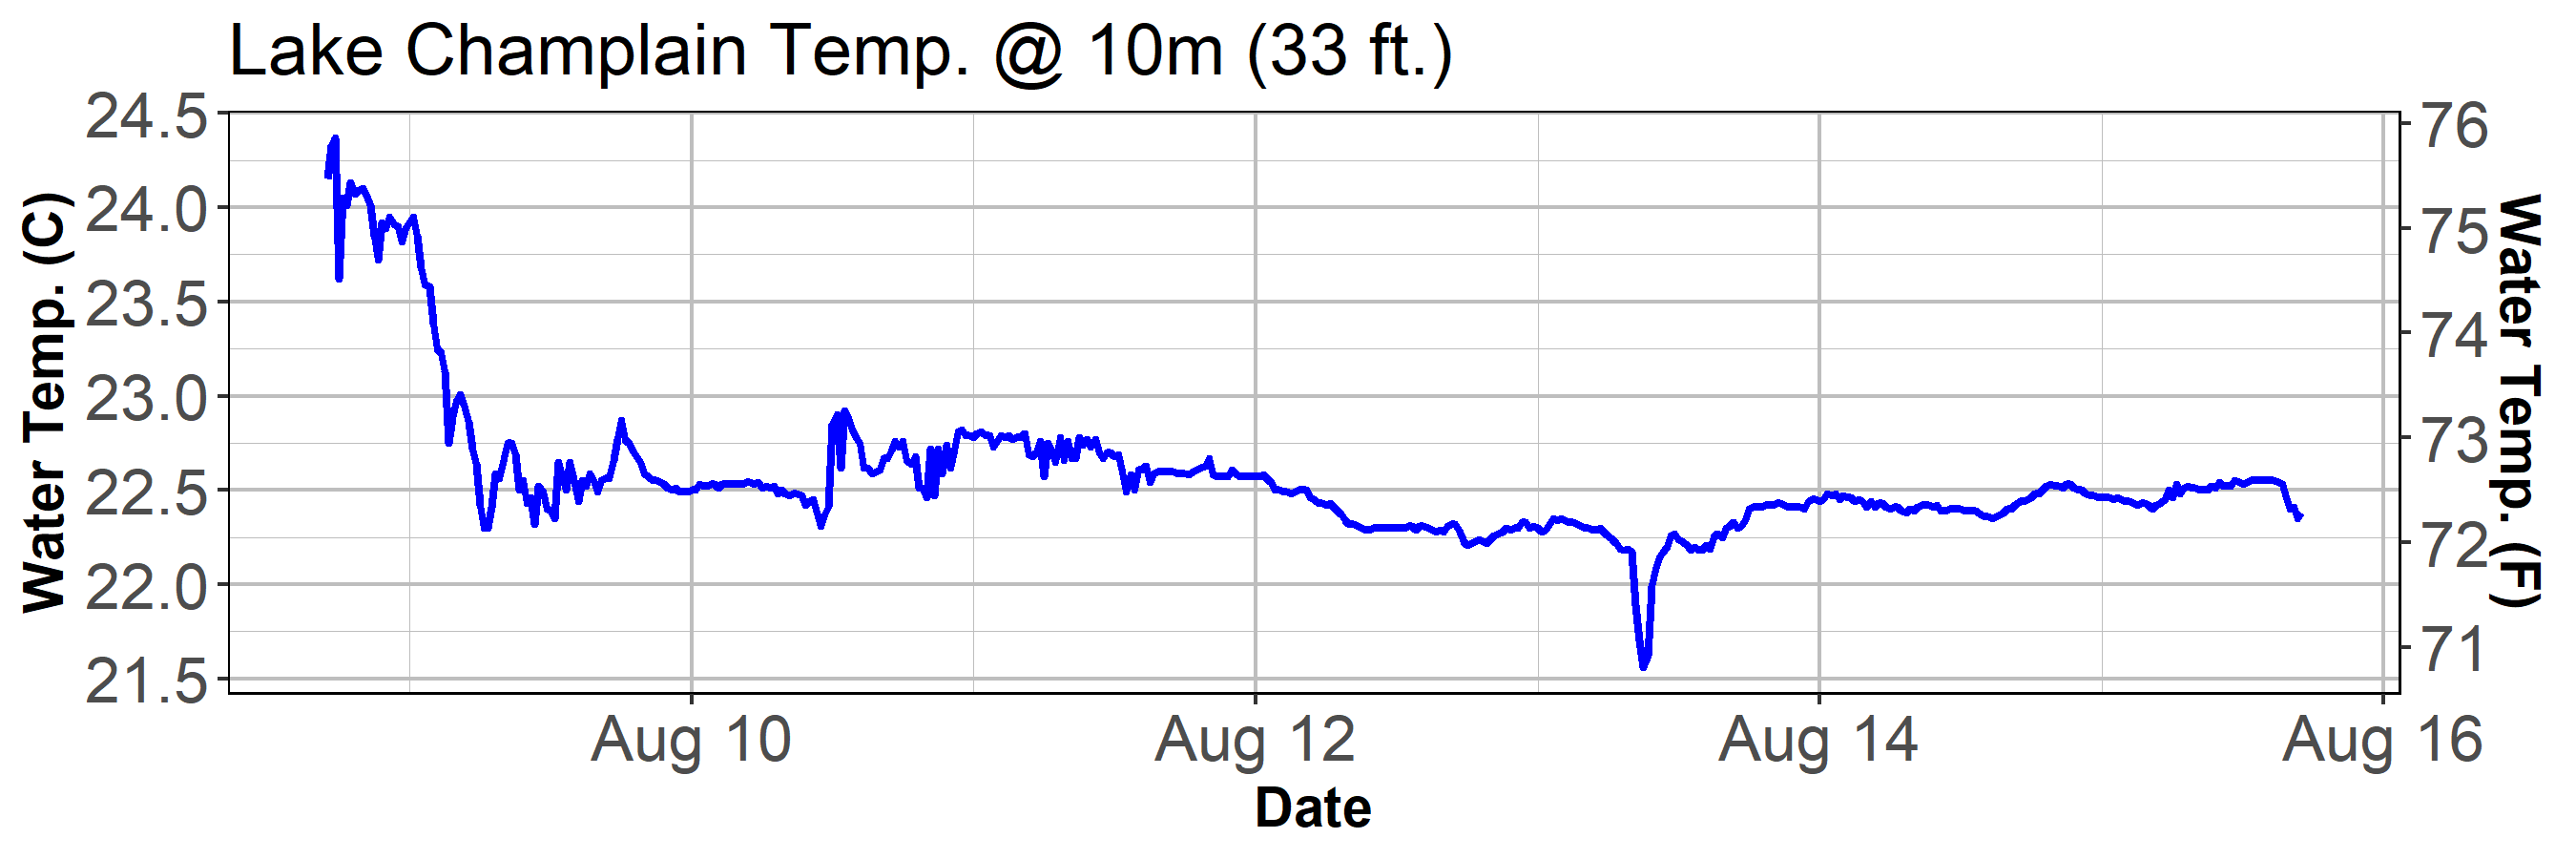 Lake Champlain Temp. @ 10m (33 ft.)
Water Temp. (C)
24.5
24.0
23.5
23.0
22.5
22.0
21.5
76
75
74
73
72
71
Water Temp. (F)
Aug 10 Aug 12 Aug 14 Aug 16
Date